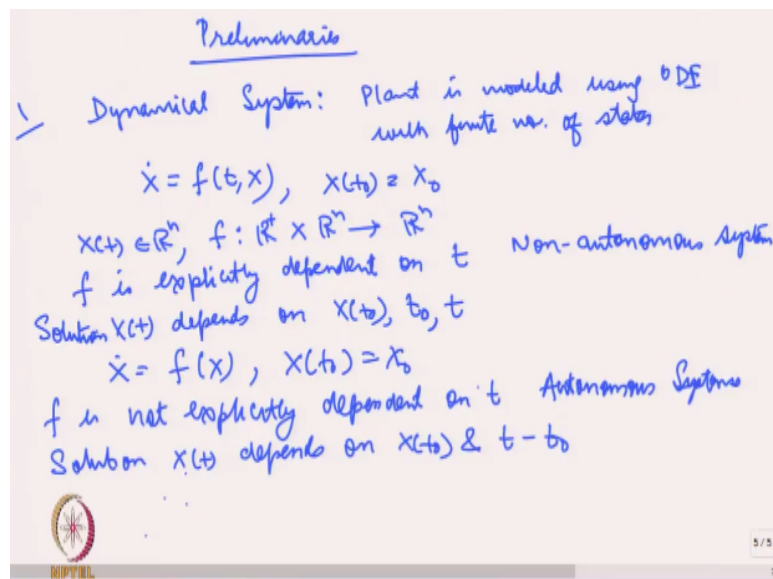 Preliminaries
1 Dynamical System: Plant is modeled using ODE
with finite no. of states
ẋ = f(t,x), x(t₀) = x₀
x(t) ∈ ℝⁿ, f : ℝ⁺ × ℝⁿ → ℝⁿ
f is explicitly dependent on t Non-autonomous system
Solution x(t) depends on x(t₀), t₀, t
ẋ = f(x), x(t₀) = x₀
f is not explicitly dependent on t Autonomous Systems
Solution x(t) depends on x(t₀) & t - t₀
NPTEL
5/5